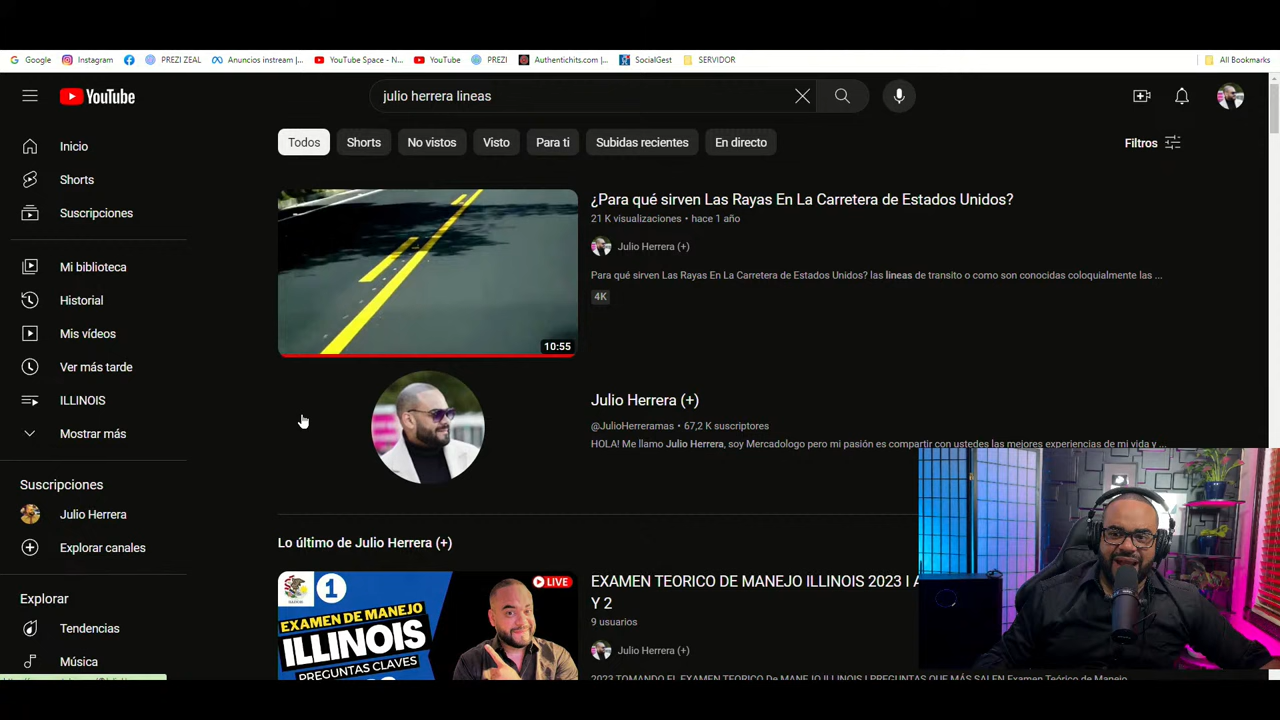 Google
Instagram
PREZI ZEAL
Anuncios instream |...
YouTube Space - N...
YouTube
PREZI
Authentichits.com |...
SocialGest
SERVIDOR
All Bookmarks
YouTube
julio herrera lineas
Todos
Shorts
No vistos
Visto
Para ti
Subidas recientes
En directo
Filtros
Inicio
Shorts
Suscripciones
Mi biblioteca
Historial
Mis vídeos
Ver más tarde
ILLINOIS
Mostrar más
Suscripciones
Julio Herrera
Explorar canales
Explorar
Tendencias
Música
10:55
¿Para qué sirven Las Rayas En La Carretera de Estados Unidos?
21 K visualizaciones • hace 1 año
Julio Herrera (+)
Para qué sirven Las Rayas En La Carretera de Estados Unidos? las lineas de transito o como son conocidas coloquialmente las ...
4K
Julio Herrera (+)
@JulioHerreramas • 67,2 K suscriptores
HOLA! Me llamo Julio Herrera, soy Mercadologo pero mi pasión es compartir con ustedes las mejores experiencias de mi vida y ...
Lo último de Julio Herrera (+)
1
LIVE
EXAMEN DE MANEJO
ILLINOIS
PREGUNTAS CLAVES
EXAMEN TEORICO DE MANEJO ILLINOIS 2023 I A
Y 2
9 usuarios
Julio Herrera (+)
2023 TOMANDO EL EXAMEN TEORICO De MANEJO ILLINOIS I PREGUNTAS QUE MÁS SALEN Examen Teórico de Manejo